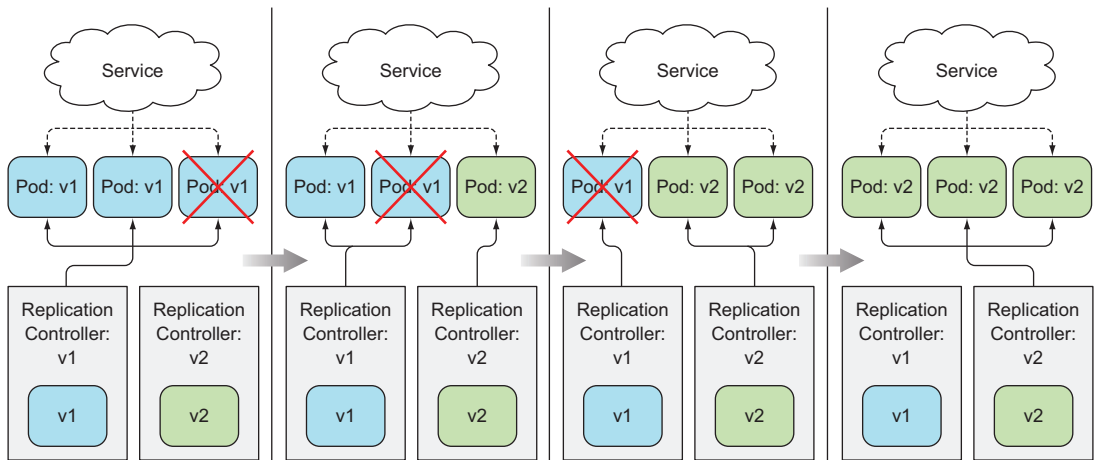 Service
Pod: v1
Pod: v1
Pod: v1
Replication
Controller:
v1
v1
Replication
Controller:
v2
v2
Service
Pod: v1
Pod: v1
Pod: v2
Replication
Controller:
v1
v1
Replication
Controller:
v2
v2
Service
Pod: v1
Pod: v2
Pod: v2
Replication
Controller:
v1
v1
Replication
Controller:
v2
v2
Service
Pod: v2
Pod: v2
Pod: v2
Replication
Controller:
v1
v1
Replication
Controller:
v2
v2